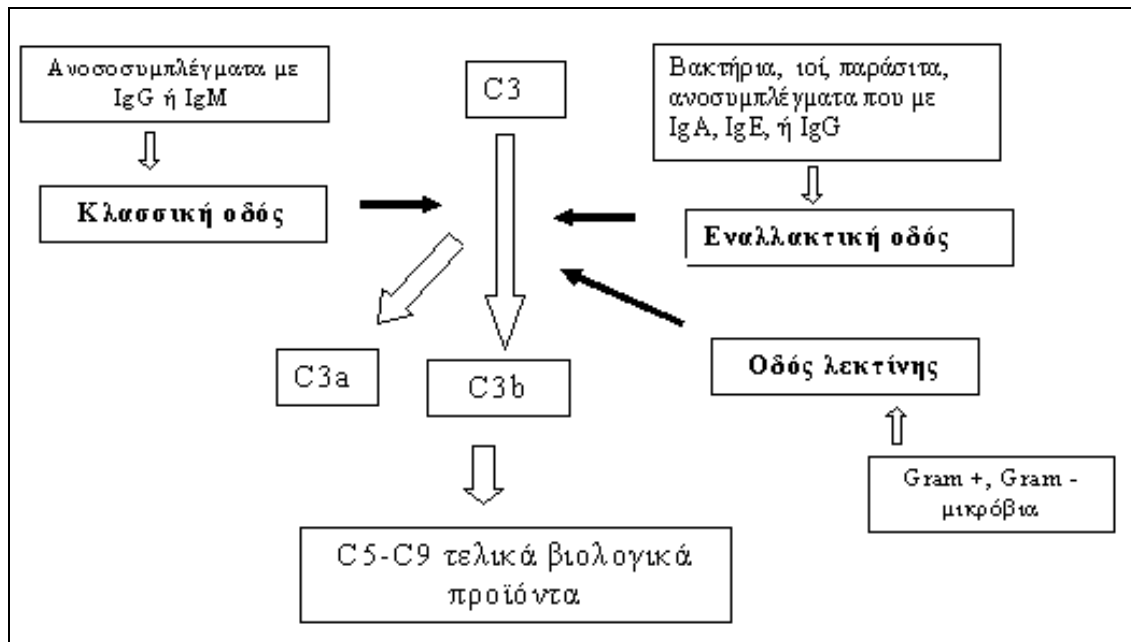 Ανοσοσυμπλέγματα με
IgG ή IgM
Κλασσική οδός
C3
Βακτήρια, ιοί, παράσιτα,
ανοσυμπλέγματα που με
IgA, IgE, ή IgG
Εναλλακτική οδός
Οδός λεκτίνης
Gram +, Gram -
μικρόβια
C3a
C3b
C5-C9 τελικά βιολογικά
προϊόντα